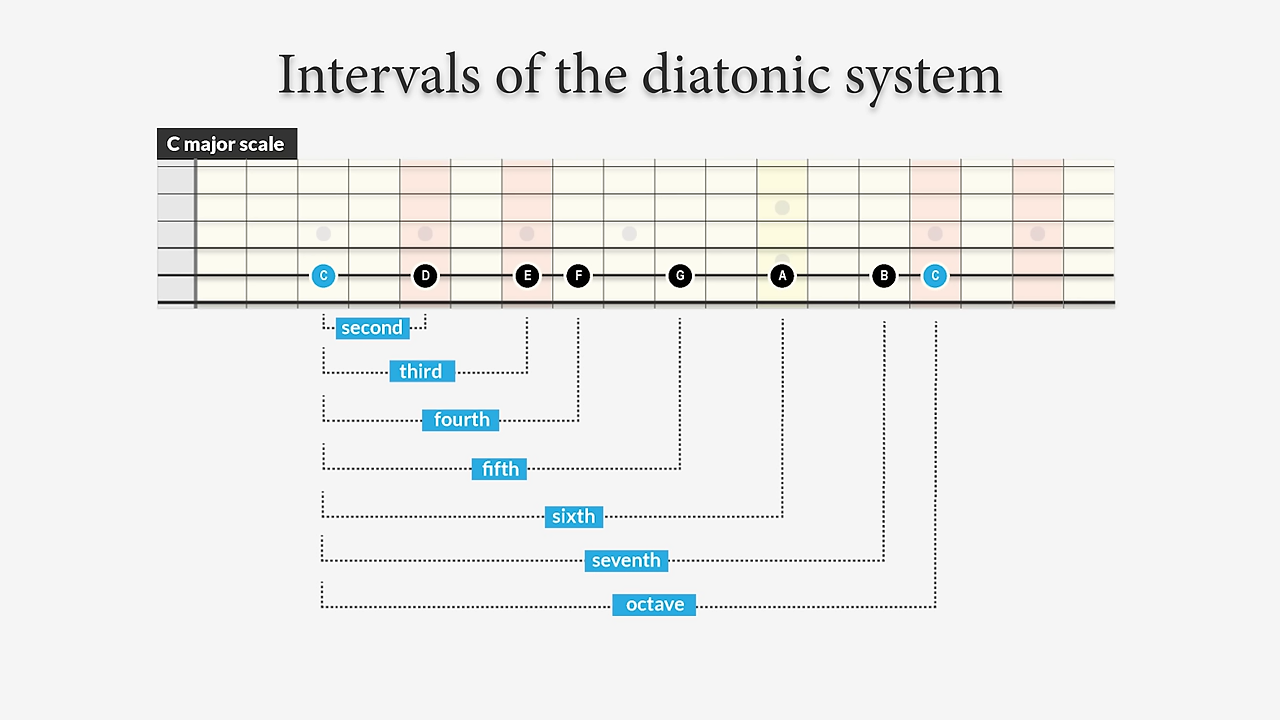 Intervals of the diatonic system
C major scale
C D E F G A B C
second
third
fourth
fifth
sixth
seventh
octave